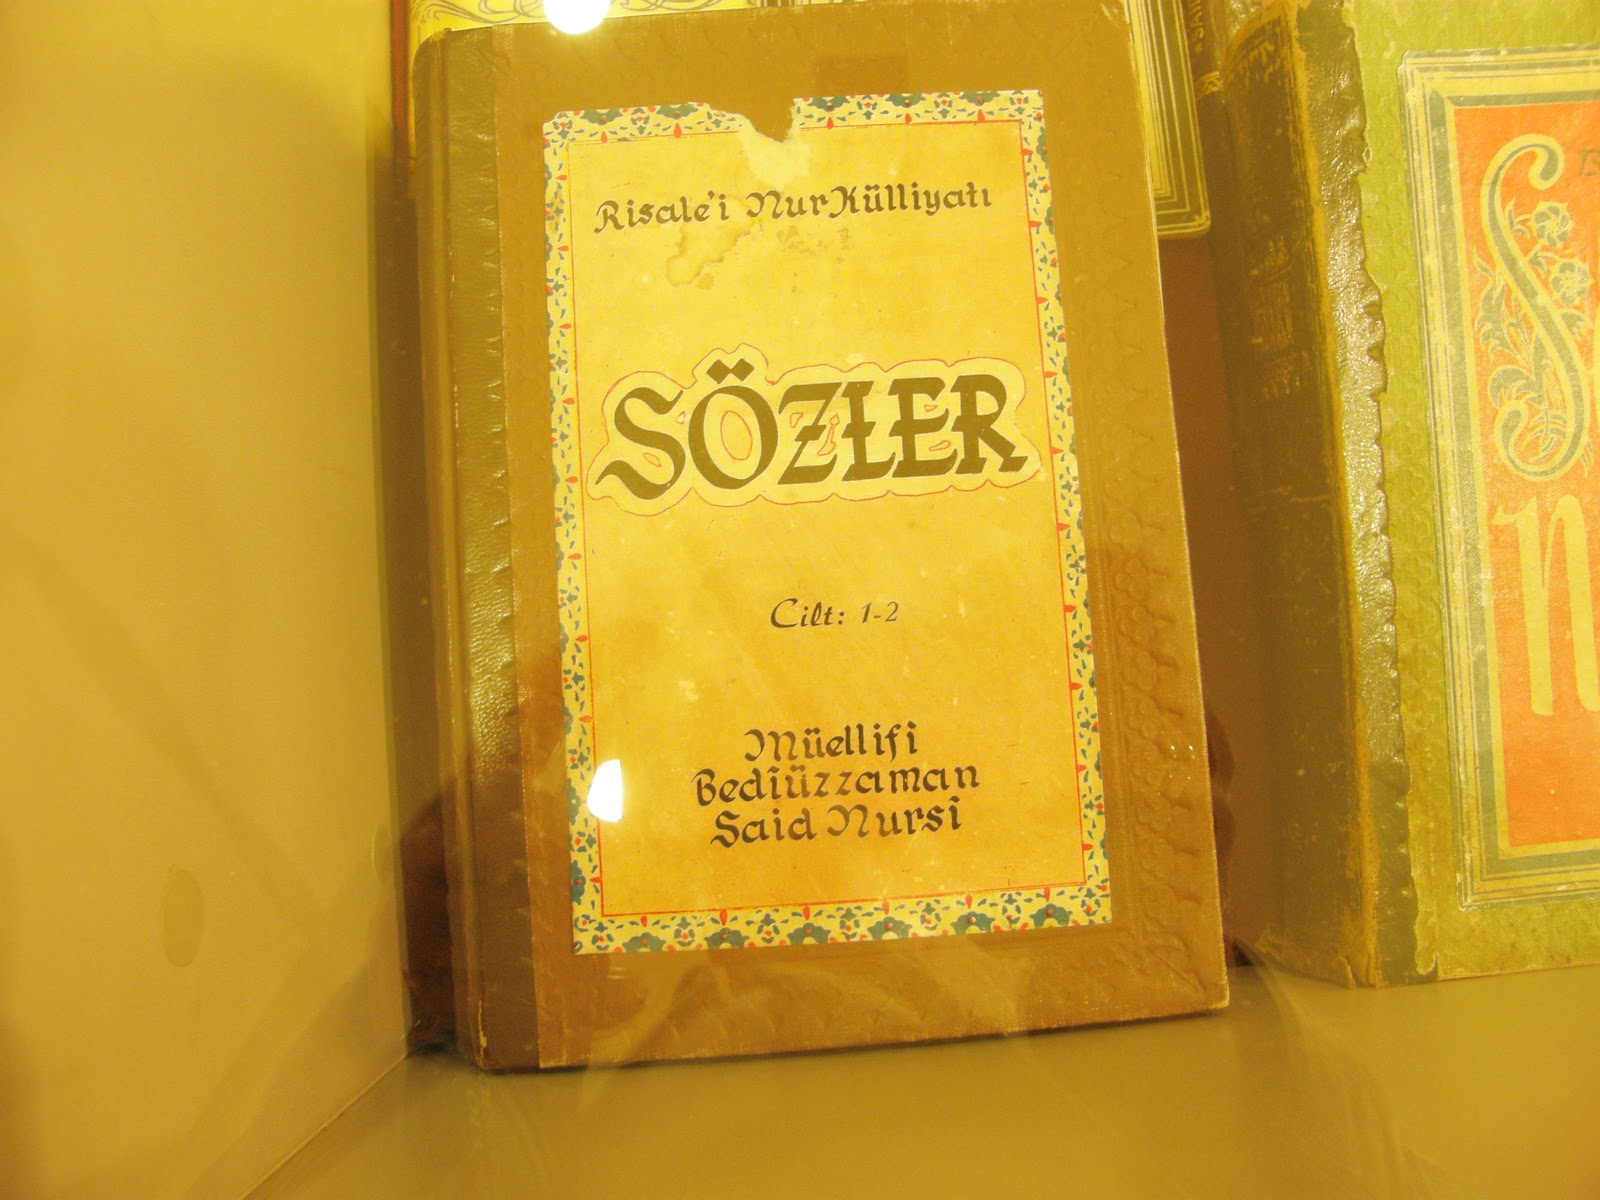 Risale'i Nur Külliyatı
SÖZLER
Cilt: 1-2
Müellifi
Bediüzzaman
Said Nursi